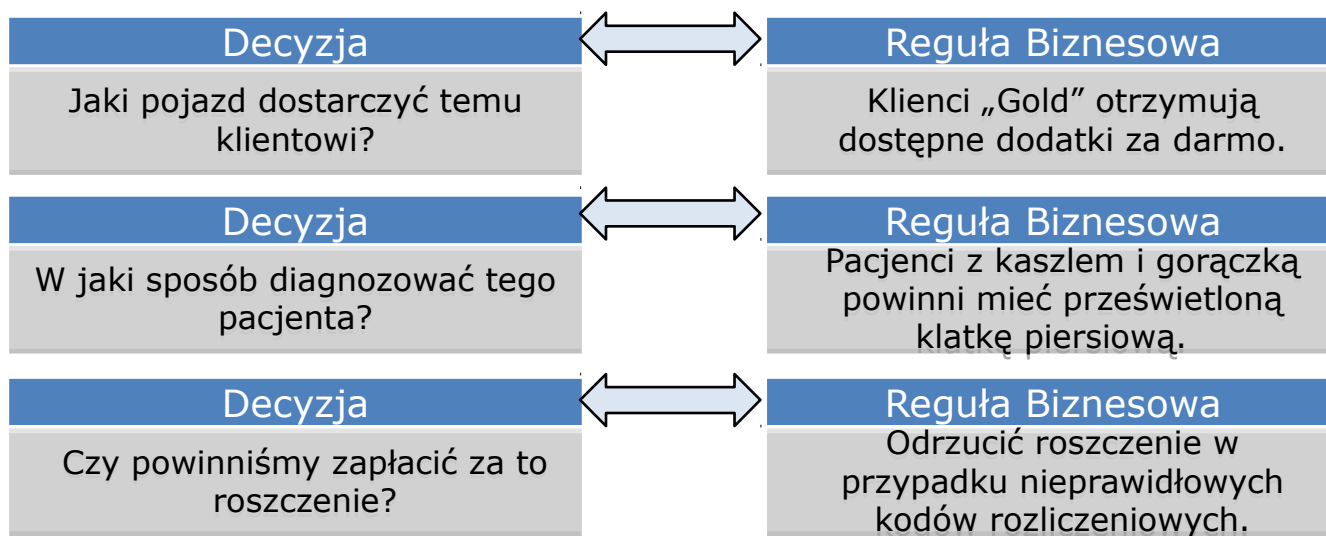 Decyzja
Reguła Biznesowa
Jaki pojazd dostarczyć temu
klientowi?
Klienci „Gold” otrzymują
dostępne dodatki za darmo.
Decyzja
Reguła Biznesowa
W jaki sposób diagnozować tego
pacjenta?
Pacjenci z kaszlem i gorączką
powinni mieć prześwietloną
klatkę piersiową.
Decyzja
Reguła Biznesowa
Czy powinniśmy zapłacić za to
roszczenie?
Odrzucić roszczenie w
przypadku nieprawidłowych
kodów rozliczeniowych.